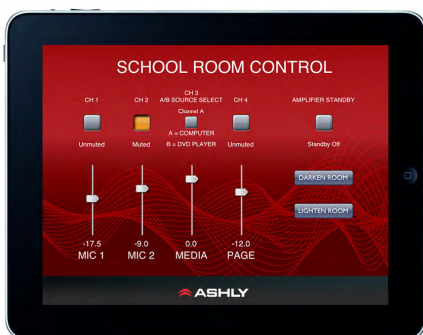 SCHOOL ROOM CONTROL
CH 1
CH 2
CH 3
A/B SOURCE SELECT
CH 4
AMPLIFIER STANDBY
Channel A
A = COMPUTER
Unmuted
Muted
B = DVD PLAYER
Unmuted
Standby Off
DARKEN ROOM
LIGHTEN ROOM
-17.5
-9.0
0.0
-12.0
MIC 1
MIC 2
MEDIA
PAGE
ASHLY